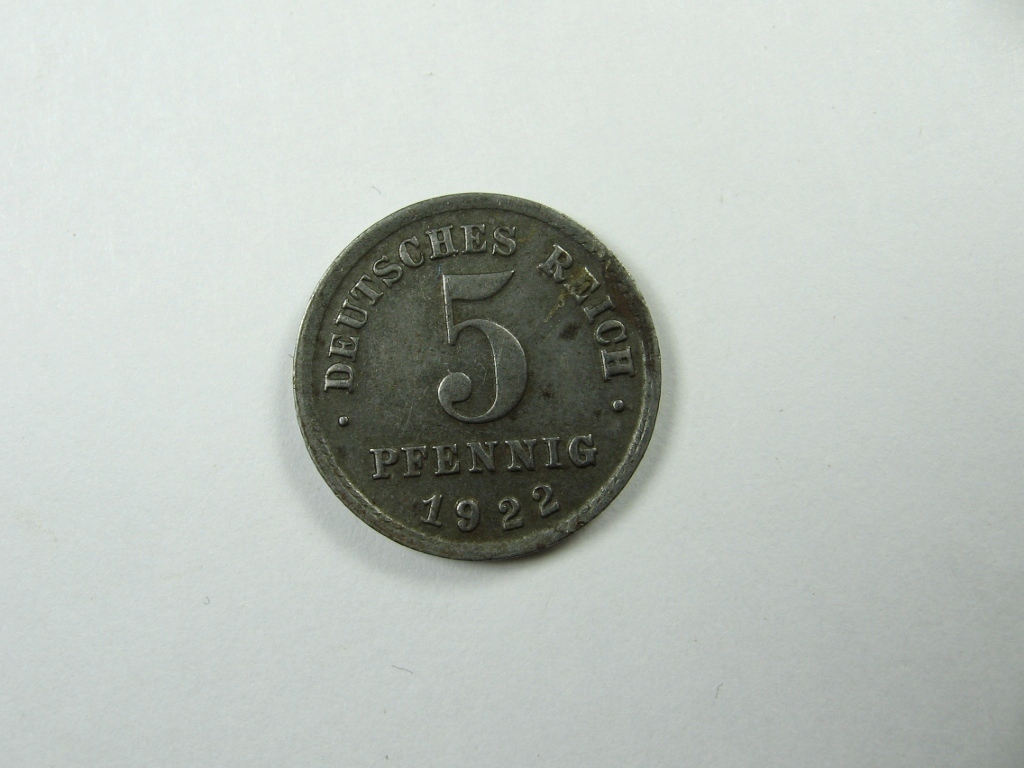 · DEUTSCHES REICH ·
5
PFENNIG
1922